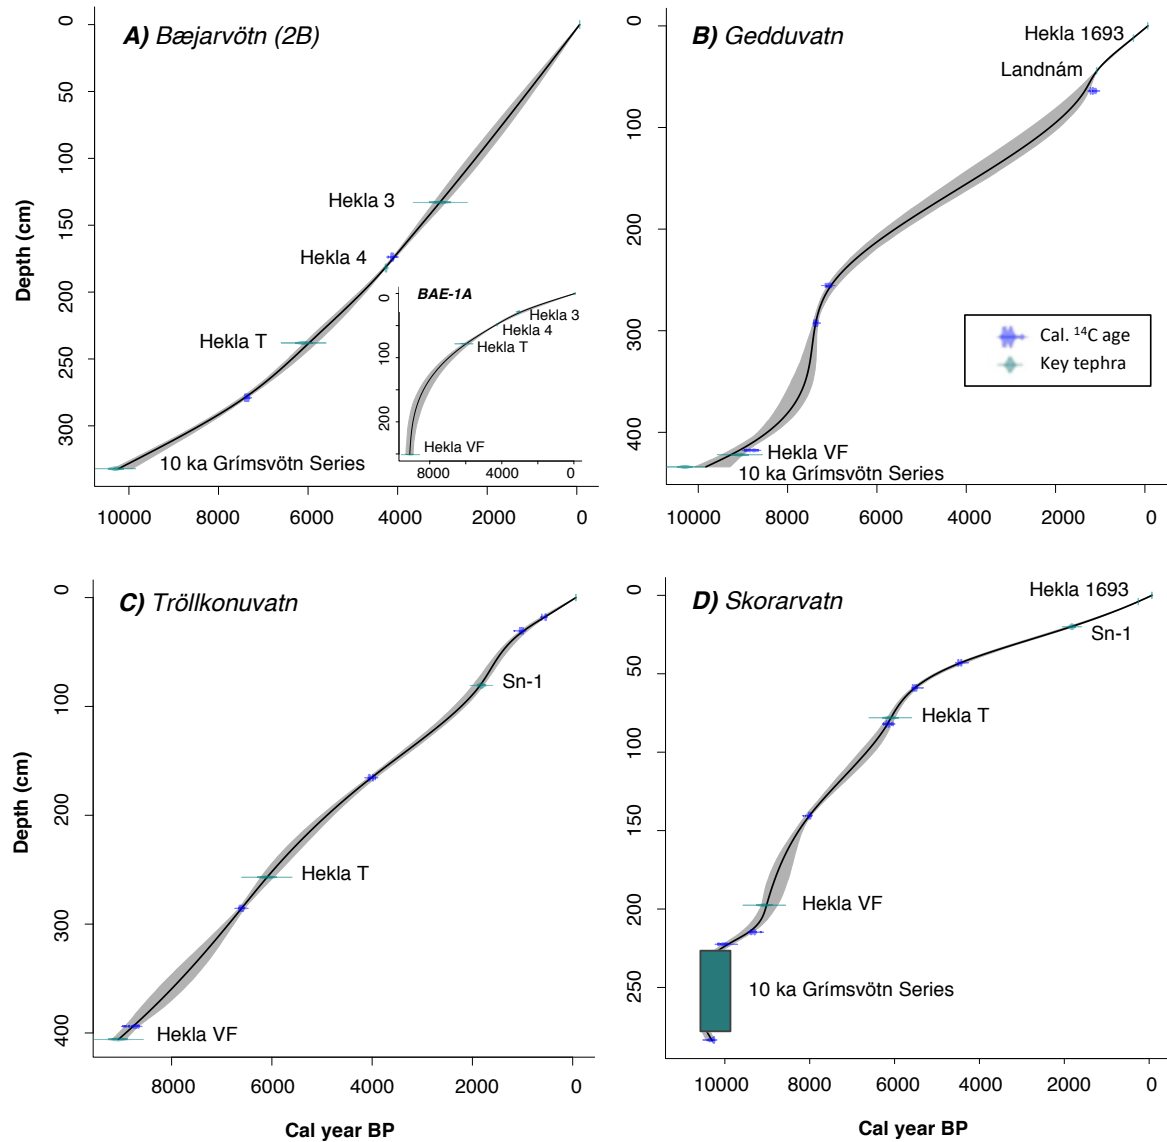 A) Bæjarvötn (2B)
0
50
100
150
200
250
300
Depth (cm)
Hekla 3
Hekla 4
Hekla T
10 ka Grímsvötn Series
10000
8000
6000
4000
2000
0
BAE-1A
0
100
200
Hekla 3
Hekla 4
Hekla T
Hekla VF
8000
4000
0
B) Gedduvatn
0
100
200
300
400
Hekla 1693
Landnám
Cal. ¹⁴C age
Key tephra
Hekla VF
10 ka Grímsvötn Series
10000
8000
6000
4000
2000
0
C) Tröllkonuvatn
0
100
200
300
400
Depth (cm)
Sn-1
Hekla T
Hekla VF
8000
6000
4000
2000
0
Cal year BP
D) Skorarvatn
0
50
100
150
200
250
Hekla 1693
Sn-1
Hekla T
Hekla VF
10 ka Grímsvötn Series
10000
8000
6000
4000
2000
0
Cal year BP